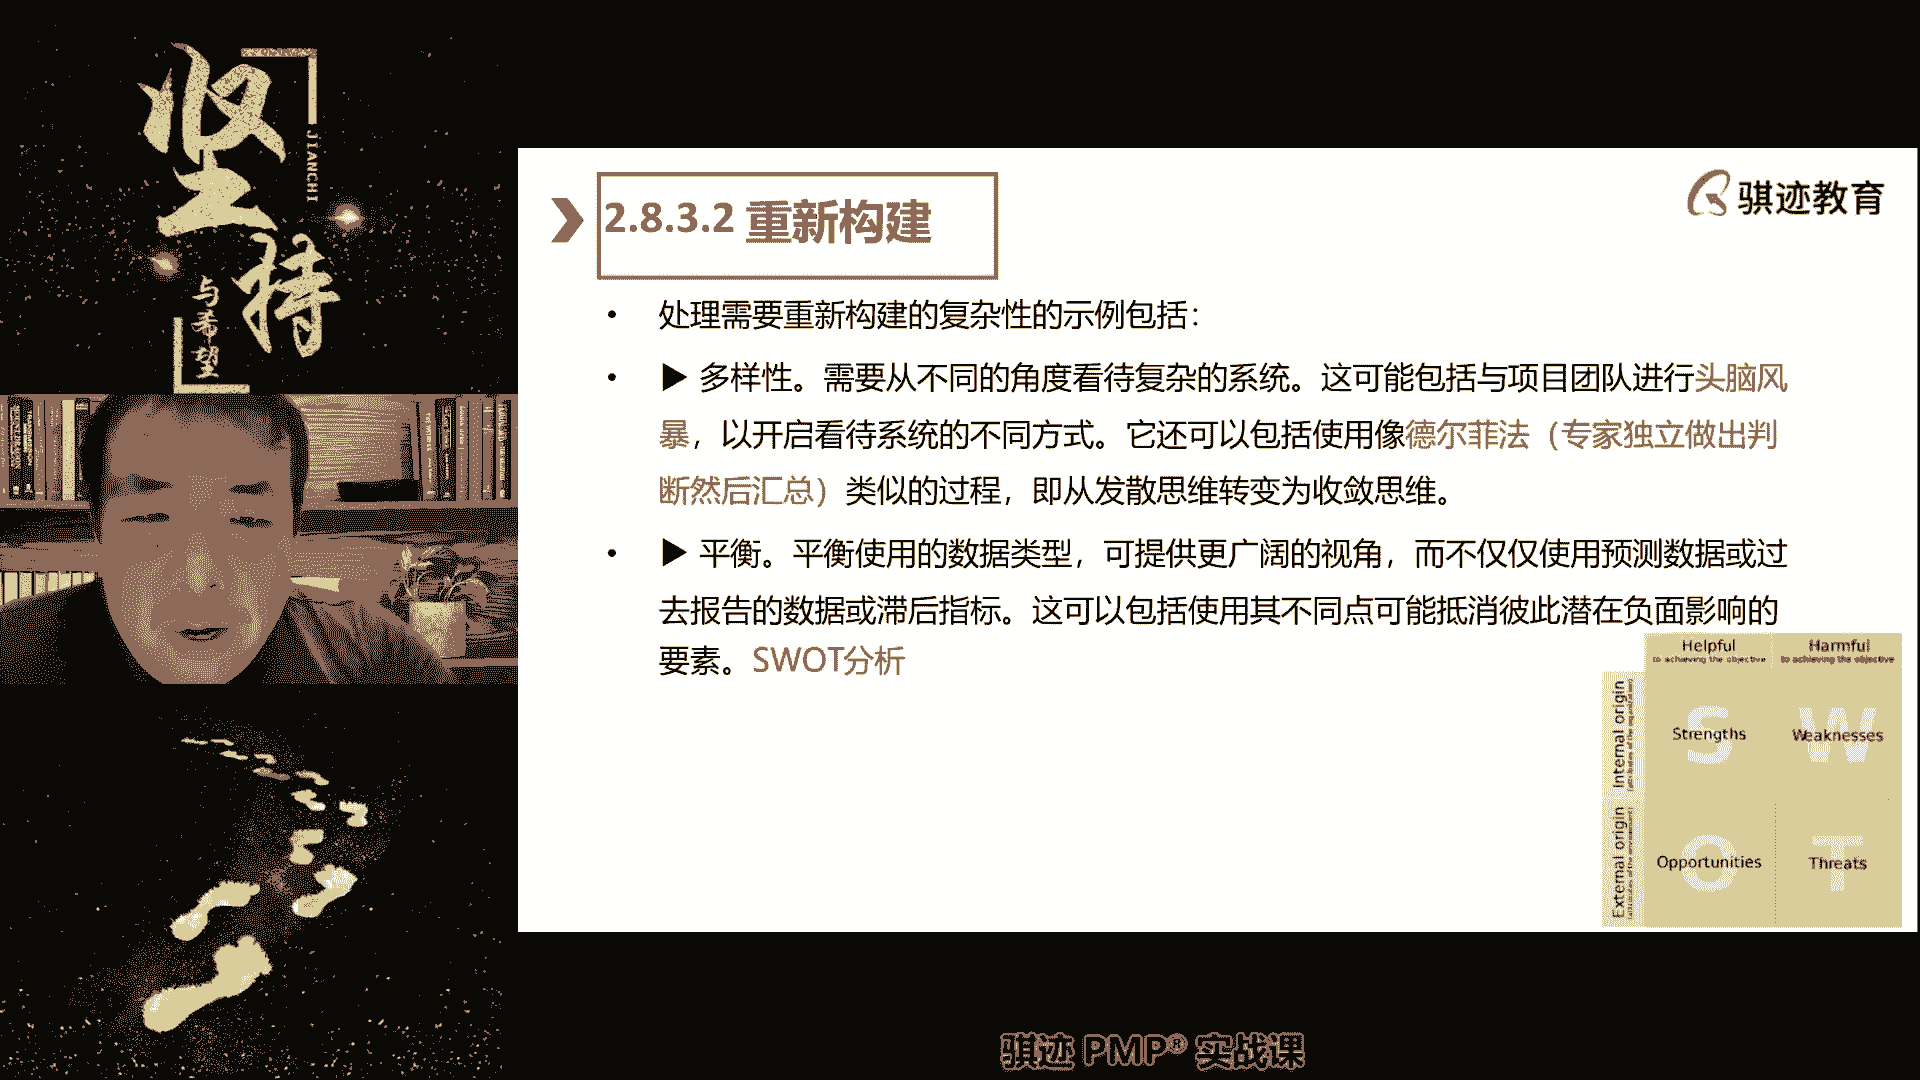 坚持
JIANCHI
与希望
2.8.3.2 重新构建
骐迹教育
• 处理需要重新构建的复杂性的示例包括：
• ▶ 多样性。需要从不同的角度看待复杂的系统。这可能包括与项目团队进行头脑风
暴，以开启看待系统的不同方式。它还可以包括使用像德尔菲法（专家独立做出判
断然后汇总）类似的过程，即从发散思维转变为收敛思维。
• ▶ 平衡。平衡使用的数据类型，可提供更广阔的视角，而不仅仅使用预测数据或过
去报告的数据或滞后指标。这可以包括使用其不同点可能抵消彼此潜在负面影响的
要素。SWOT分析
Helpful
to achieving the objective
Harmful
to achieving the objective
Internal origin
S
Strengths
W
Weaknesses
External origin
O
Opportunities
T
Threats
骐迹 PMP® 实战课